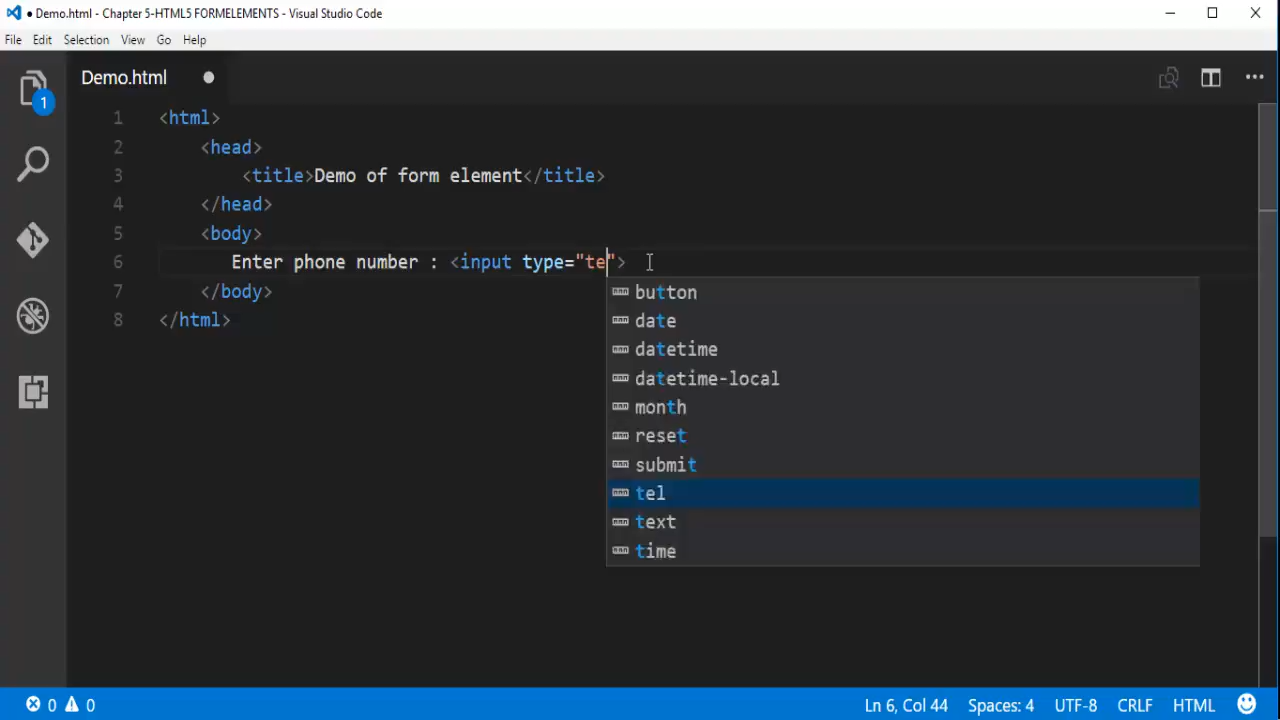 ● Demo.html - Chapter 5-HTML5 FORMELEMENTS - Visual Studio Code
File Edit Selection View Go Help
1
Demo.html ●
1 <html>
2 <head>
3 <title>Demo of form element</title>
4 </head>
5 <body>
6 Enter phone number : <input type="te">
7 </body>
8 </html>
button
date
datetime
datetime-local
month
reset
submit
tel
text
time
0 0 Ln 6, Col 44 Spaces: 4 UTF-8 CRLF HTML